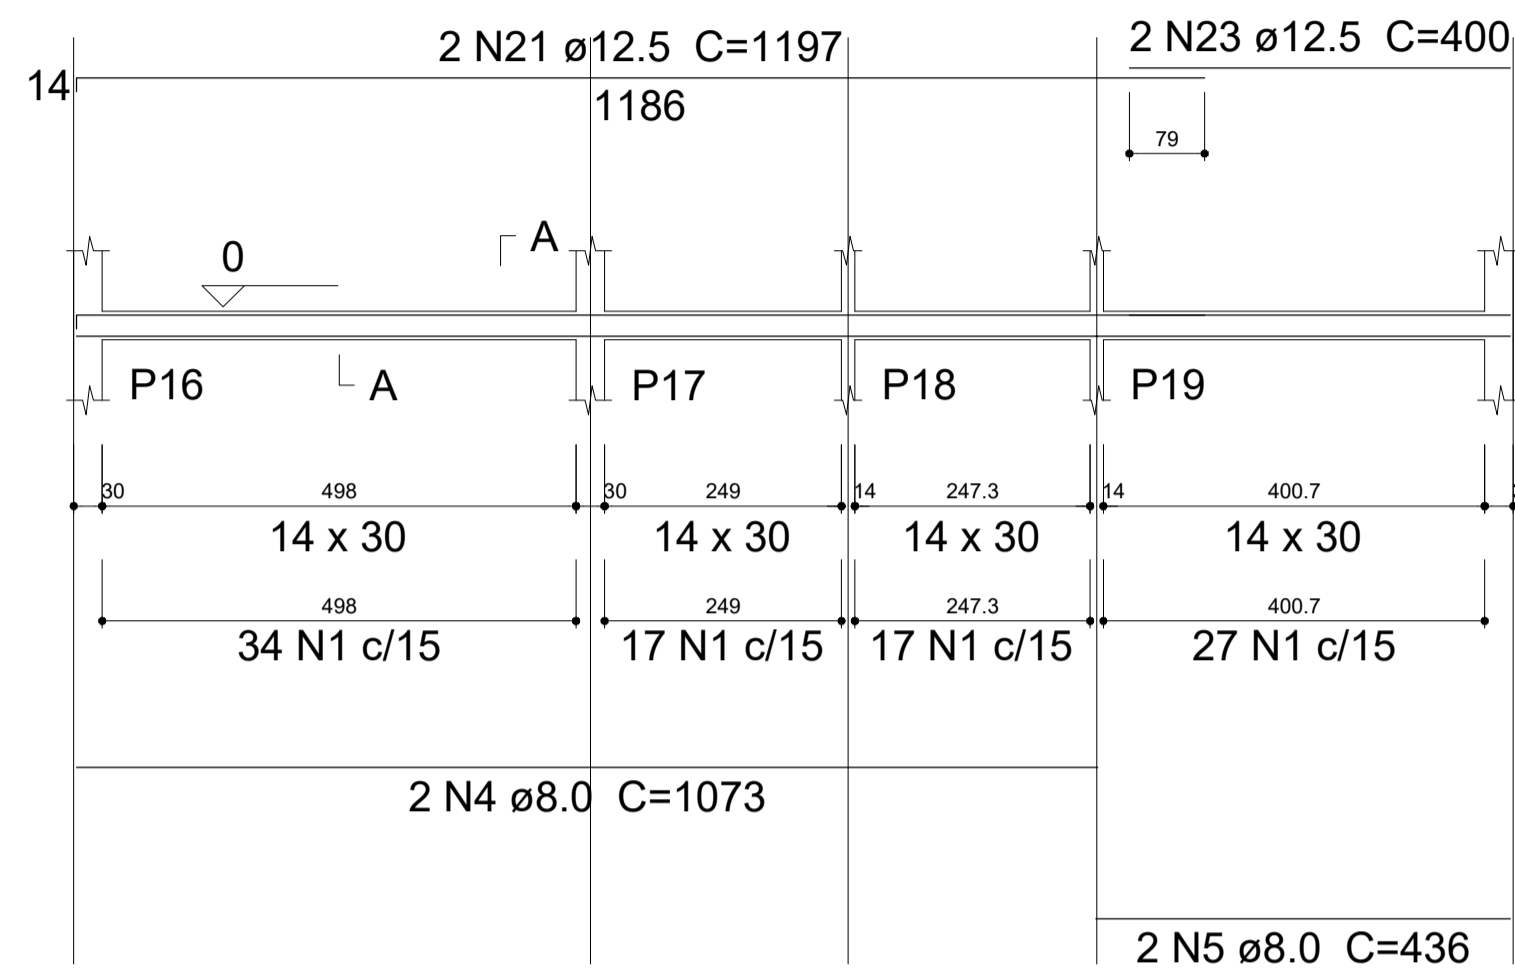 2 N21 ø12.5 C=1197
2 N23 ø12.5 C=400
14
1186
79
A
0
P16
A
P17
P18
P19
30 498 30 249 14 247.3 14 400.7
14 x 30 14 x 30 14 x 30 14 x 30
498 249 247.3 400.7
34 N1 c/15 17 N1 c/15 17 N1 c/15 27 N1 c/15
2 N4 ø8.0 C=1073
2 N5 ø8.0 C=436